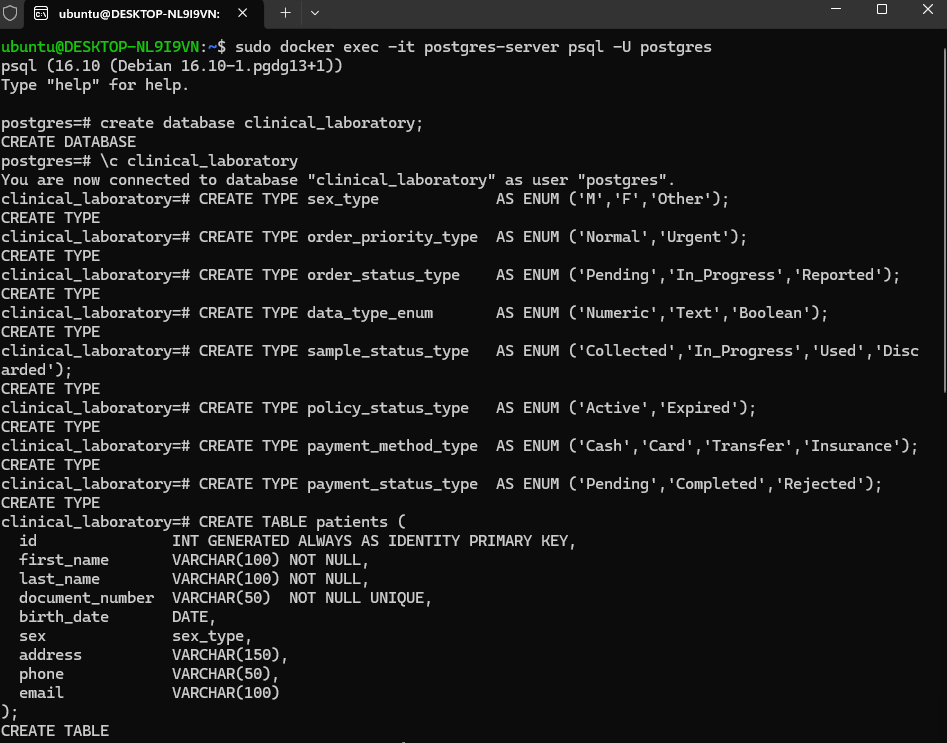 ubuntu@DESKTOP-NL9I9VN:
ubuntu@DESKTOP-NL9I9VN:~$ sudo docker exec -it postgres-server psql -U postgres
psql (16.10 (Debian 16.10-1.pgdg13+1))
Type "help" for help.
postgres=# create database clinical_laboratory;
CREATE DATABASE
postgres=# \c clinical_laboratory
You are now connected to database "clinical_laboratory" as user "postgres".
clinical_laboratory=# CREATE TYPE sex_type             AS ENUM ('M','F','Other');
CREATE TYPE
clinical_laboratory=# CREATE TYPE order_priority_type  AS ENUM ('Normal','Urgent');
CREATE TYPE
clinical_laboratory=# CREATE TYPE order_status_type    AS ENUM ('Pending','In_Progress','Reported');
CREATE TYPE
clinical_laboratory=# CREATE TYPE data_type_enum       AS ENUM ('Numeric','Text','Boolean');
CREATE TYPE
clinical_laboratory=# CREATE TYPE sample_status_type   AS ENUM ('Collected','In_Progress','Used','Disc
arded');
CREATE TYPE
clinical_laboratory=# CREATE TYPE policy_status_type   AS ENUM ('Active','Expired');
CREATE TYPE
clinical_laboratory=# CREATE TYPE payment_method_type  AS ENUM ('Cash','Card','Transfer','Insurance');
CREATE TYPE
clinical_laboratory=# CREATE TYPE payment_status_type  AS ENUM ('Pending','Completed','Rejected');
CREATE TYPE
clinical_laboratory=# CREATE TABLE patients (
  id               INT GENERATED ALWAYS AS IDENTITY PRIMARY KEY,
  first_name       VARCHAR(100) NOT NULL,
  last_name        VARCHAR(100) NOT NULL,
  document_number  VARCHAR(50)  NOT NULL UNIQUE,
  birth_date       DATE,
  sex              sex_type,
  address          VARCHAR(150),
  phone            VARCHAR(50),
  email            VARCHAR(100)
);
CREATE TABLE